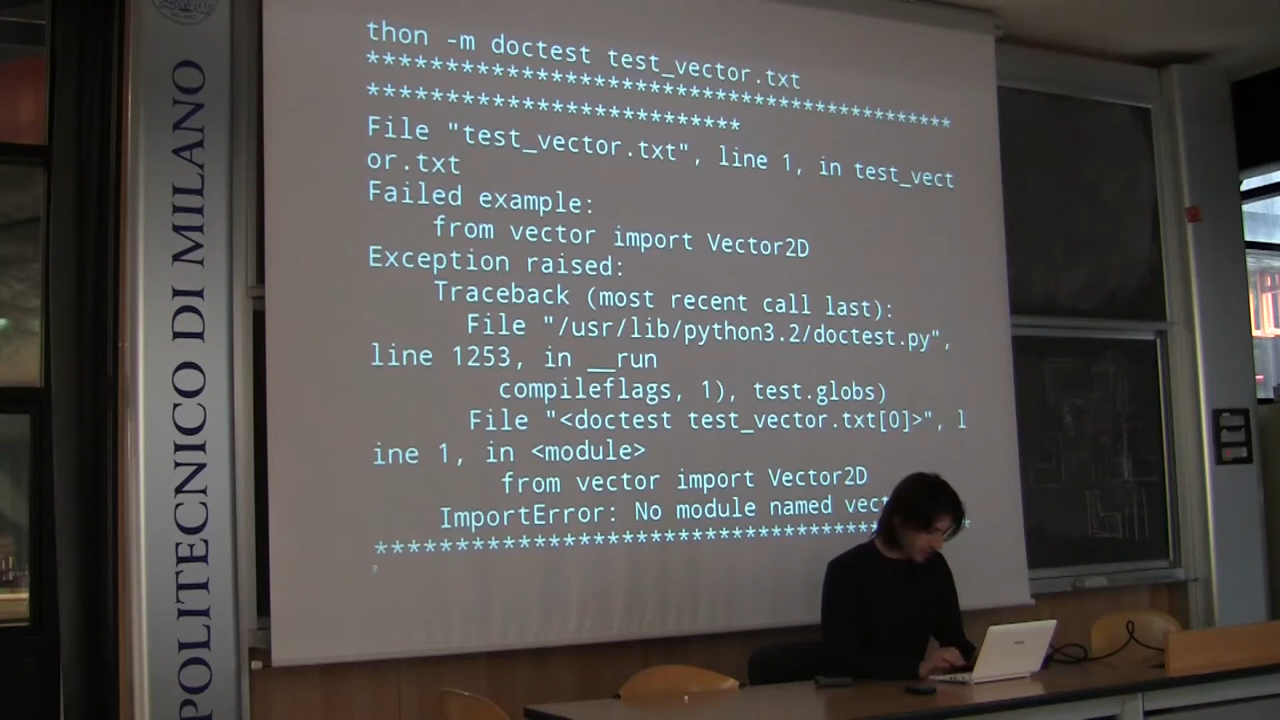 POLITECNICO DI MILANO
thon -m doctest test_vector.txt
*************************************************
************************
File "test_vector.txt", line 1, in test_vect
or.txt
Failed example:
from vector import Vector2D
Exception raised:
Traceback (most recent call last):
File "/usr/lib/python3.2/doctest.py",
line 1253, in __run
compileflags, 1), test.globs)
File "<doctest test_vector.txt[0]>", l
ine 1, in <module>
from vector import Vector2D
ImportError: No module named vect
***************************************